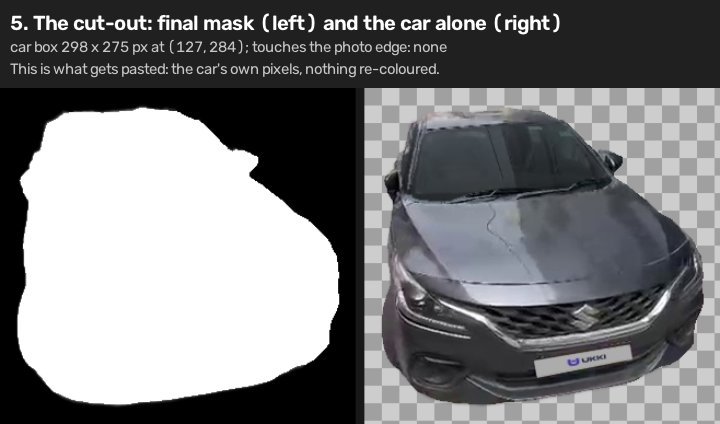 5. The cut-out: final mask (left) and the car alone (right)
car box 298 x 275 px at (127, 284); touches the photo edge: none
This is what gets pasted: the car's own pixels, nothing re-coloured.
UKKI